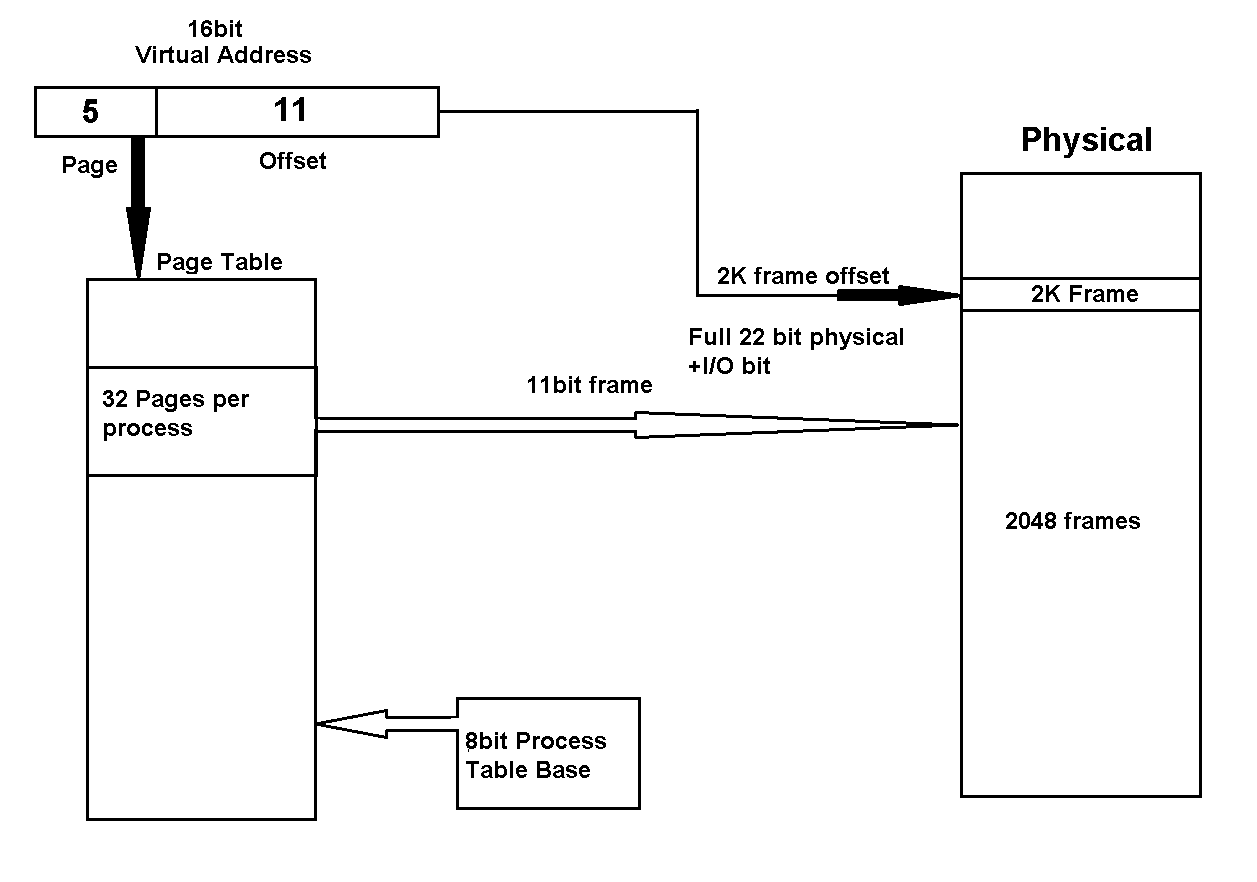 16bit
Virtual Address
5
11
Page
Offset
Physical
Page Table
2K frame offset
2K Frame
Full 22 bit physical
+I/O bit
11bit frame
32 Pages per
process
2048 frames
8bit Process
Table Base